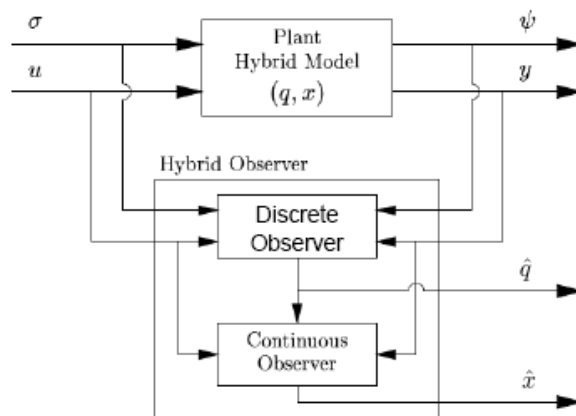 σ
ψ
Plant
Hybrid Model
(q, x)
u
y
Hybrid Observer
Discrete
Observer
q̂
Continuous
Observer
x̂